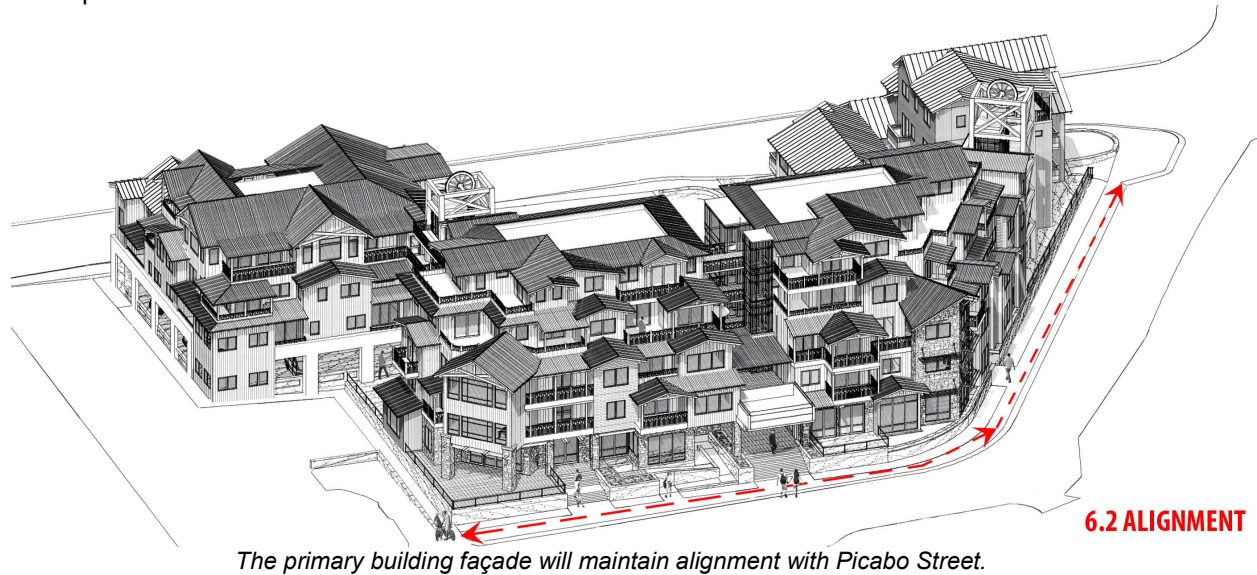 6.2 ALIGNMENT
The primary building façade will maintain alignment with Picabo Street.